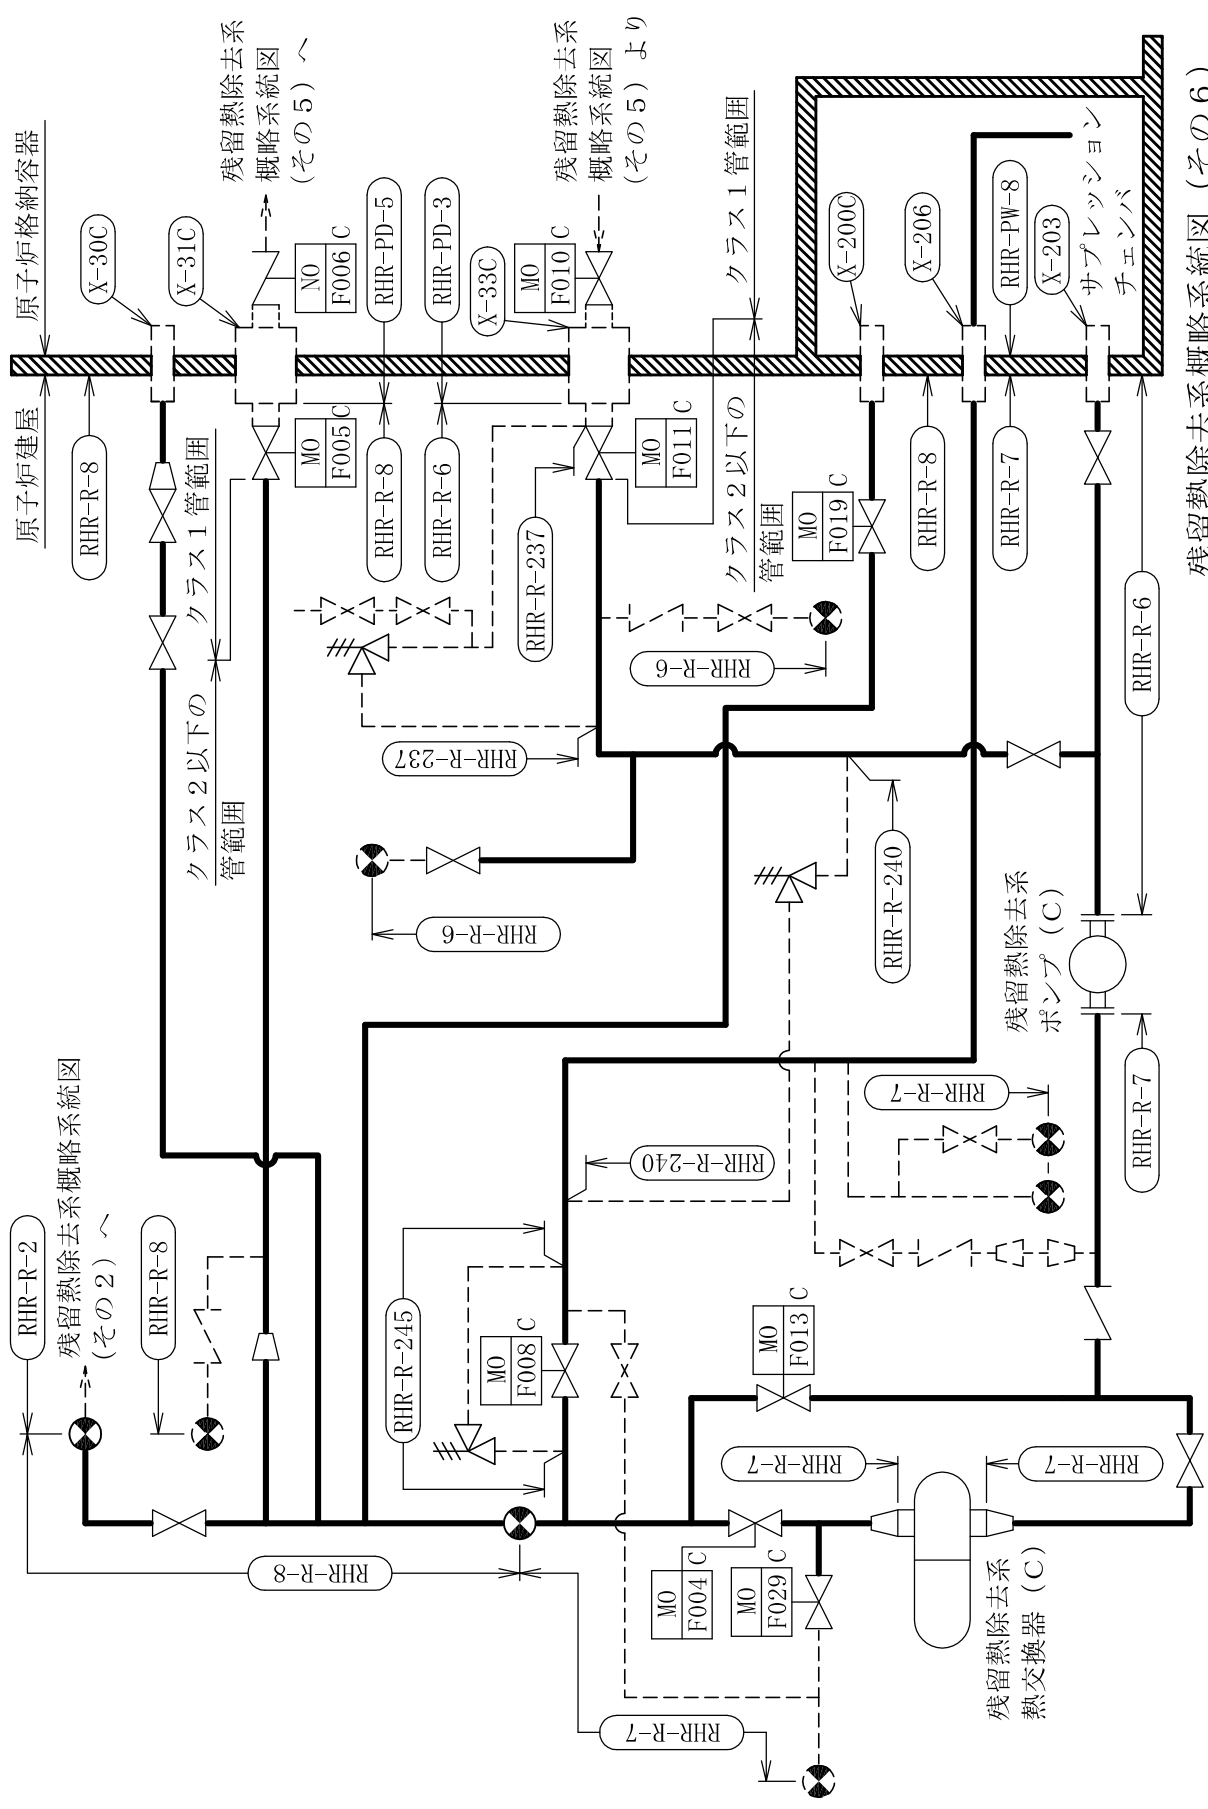 残留熱除去系概略系統図（その６）
原子炉建屋
原子炉格納容器
RHR-R-8
X-30C
X-31C
残留熱除去系
概略系統図
(その５) へ
クラス１管範囲
クラス２以下の
管範囲
MO
F005
C
NO
F006
C
RHR-R-8
RHR-PD-5
RHR-R-6
RHR-PD-3
X-33C
MO
F010
C
残留熱除去系
概略系統図
(その５) より
RHR-R-237
MO
F011
C
クラス１管範囲
クラス２以下の
管範囲
RHR-R-6
RHR-R-237
MO
F019
C
X-200C
RHR-R-8
X-206
RHR-R-7
RHR-PW-8
X-203
サプレッション
チェンバ
RHR-R-6
RHR-R-6
RHR-R-240
残留熱除去系
ポンプ (Ｃ)
RHR-R-7
RHR-R-7
RHR-R-2
残留熱除去系概略系統図
(その２) へ
RHR-R-8
RHR-R-245
RHR-R-240
MO
F008
C
MO
F013
C
RHR-R-7
RHR-R-7
RHR-R-8
MO
F004
C
MO
F029
C
RHR-R-7
残留熱除去系
熱交換器 (Ｃ)